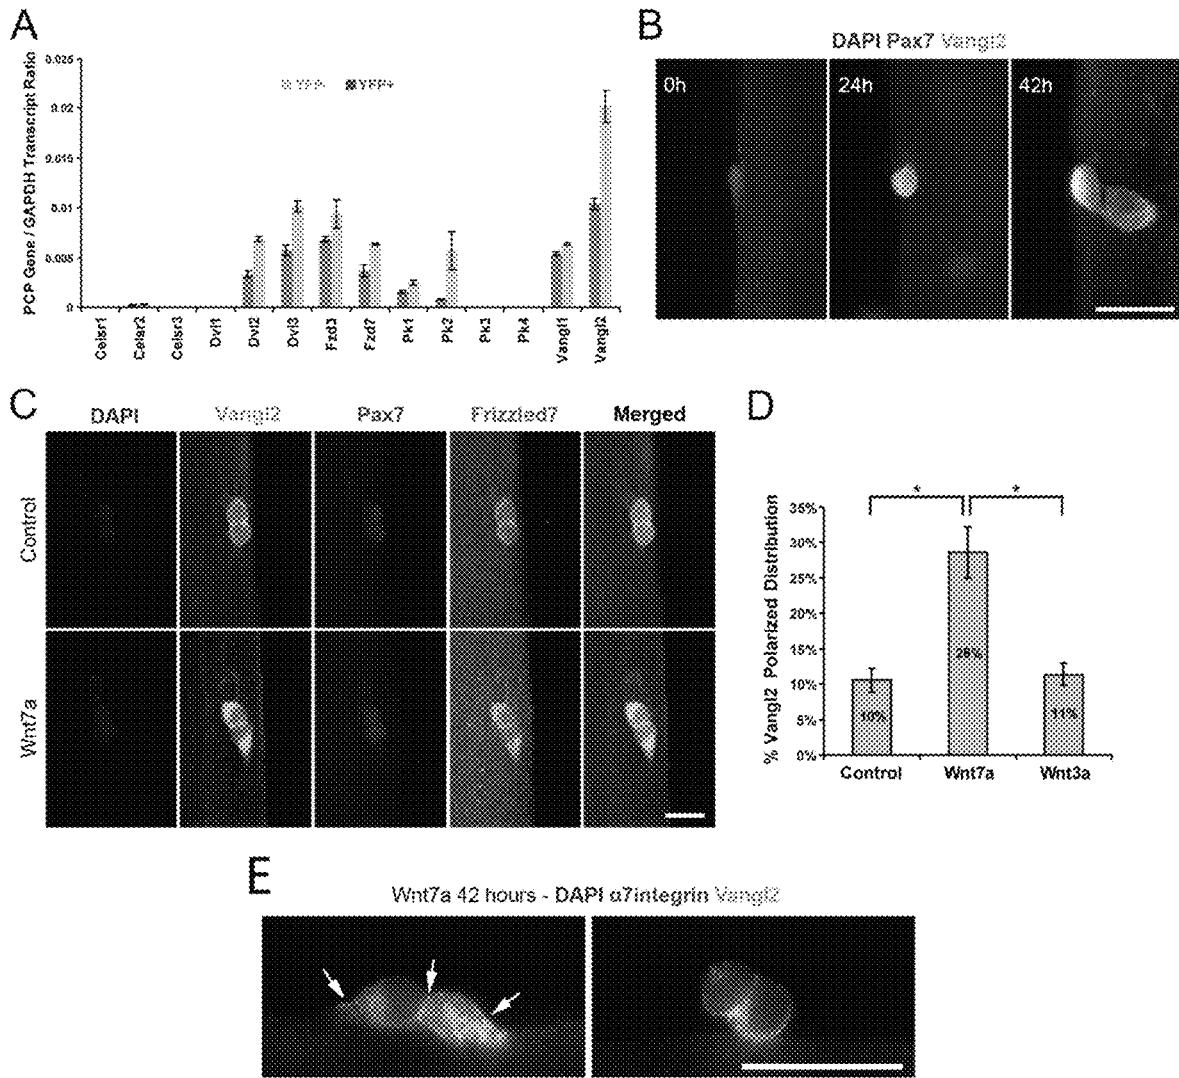 A
PCP Gene / GAPDH Transcript Ratio
0.025
0.02
0.015
0.01
0.005
0
YFP- YFP+
Celsr1
Celsr2
Celsr3
Dvl1
Dvl2
Dvl3
Fzd3
Fzd7
Pk1
Pk2
Pk3
Pk4
Vangl1
Vangl2
B
DAPI Pax7 Vangl2
0h
24h
42h
C
DAPI
Vangl2
Pax7
Frizzled7
Merged
Control
Wnt7a
D
% Vangl2 Polarized Distribution
35%
30%
25%
20%
15%
10%
5%
0%
* *
10%
28%
11%
Control
Wnt7a
Wnt3a
E
Wnt7a 42 hours - DAPI α7integrin Vangl2